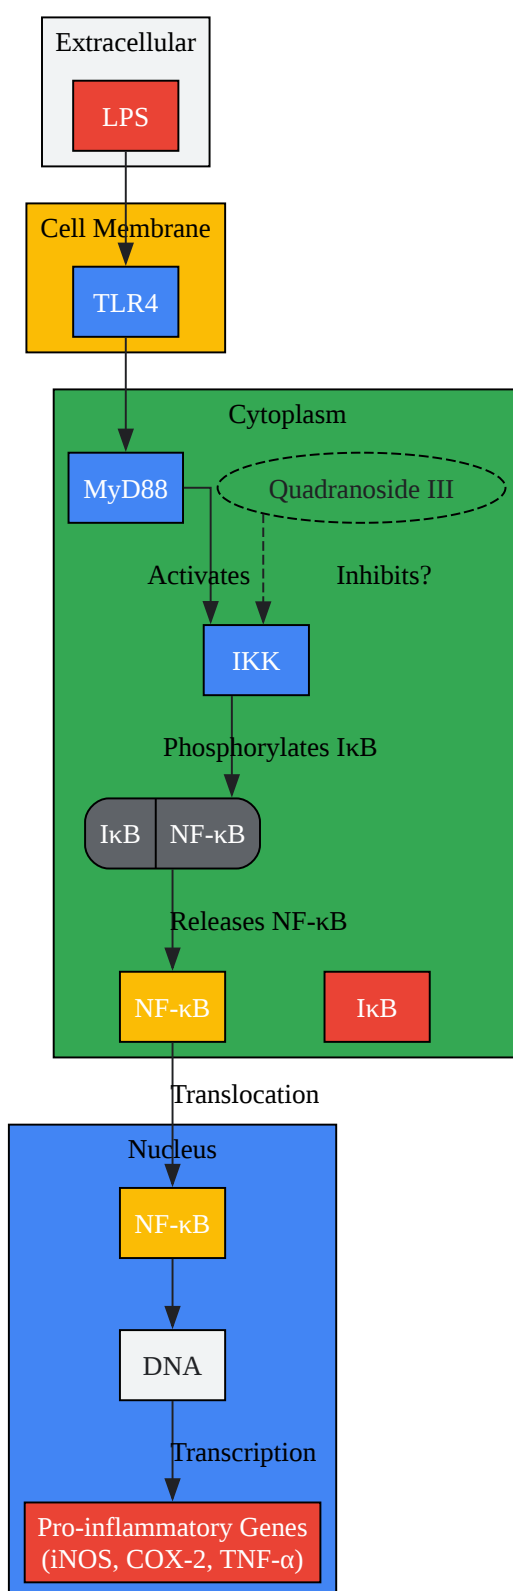 Extracellular
LPS
Cell Membrane
TLR4
Cytoplasm
MyD88
Quadranoside III
Activates
Inhibits?
IKK
Phosphorylates IκB
IκB
NF-κB
Releases NF-κB
NF-κB
IκB
Translocation
Nucleus
NF-κB
DNA
Transcription
Pro-inflammatory Genes
(iNOS, COX-2, TNF-α)